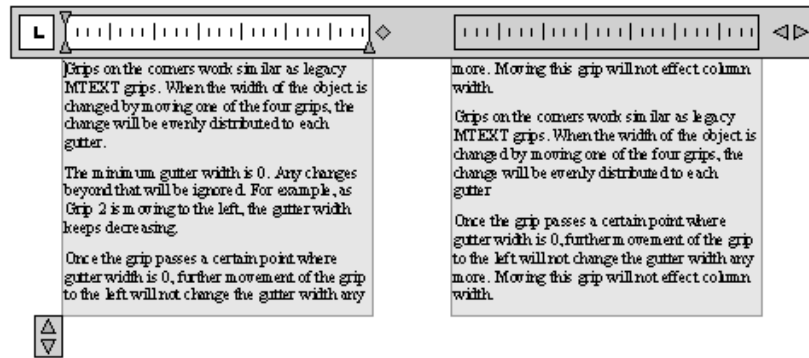 L
Grips on the corners work similar as legacy
MTEXT grips. When the width of the object is
changed by moving one of the four grips, the
change will be evenly distributed to each
gutter.
The minimum gutter width is 0. Any changes
beyond that will be ignored. For example, as
Grip 2 is moving to the left, the gutter width
keeps decreasing.
Once the grip passes a certain point where
gutter width is 0, further movement of the grip
to the left will not change the gutter width any
more. Moving this grip will not effect column
width.
Grips on the corners work similar as legacy
MTEXT grips. When the width of the object is
changed by moving one of the four grips, the
change will be evenly distributed to each
gutter
Once the grip passes a certain point where
gutter width is 0, further movement of the grip
to the left will not change the gutter width any
more. Moving this grip will not effect column
width.